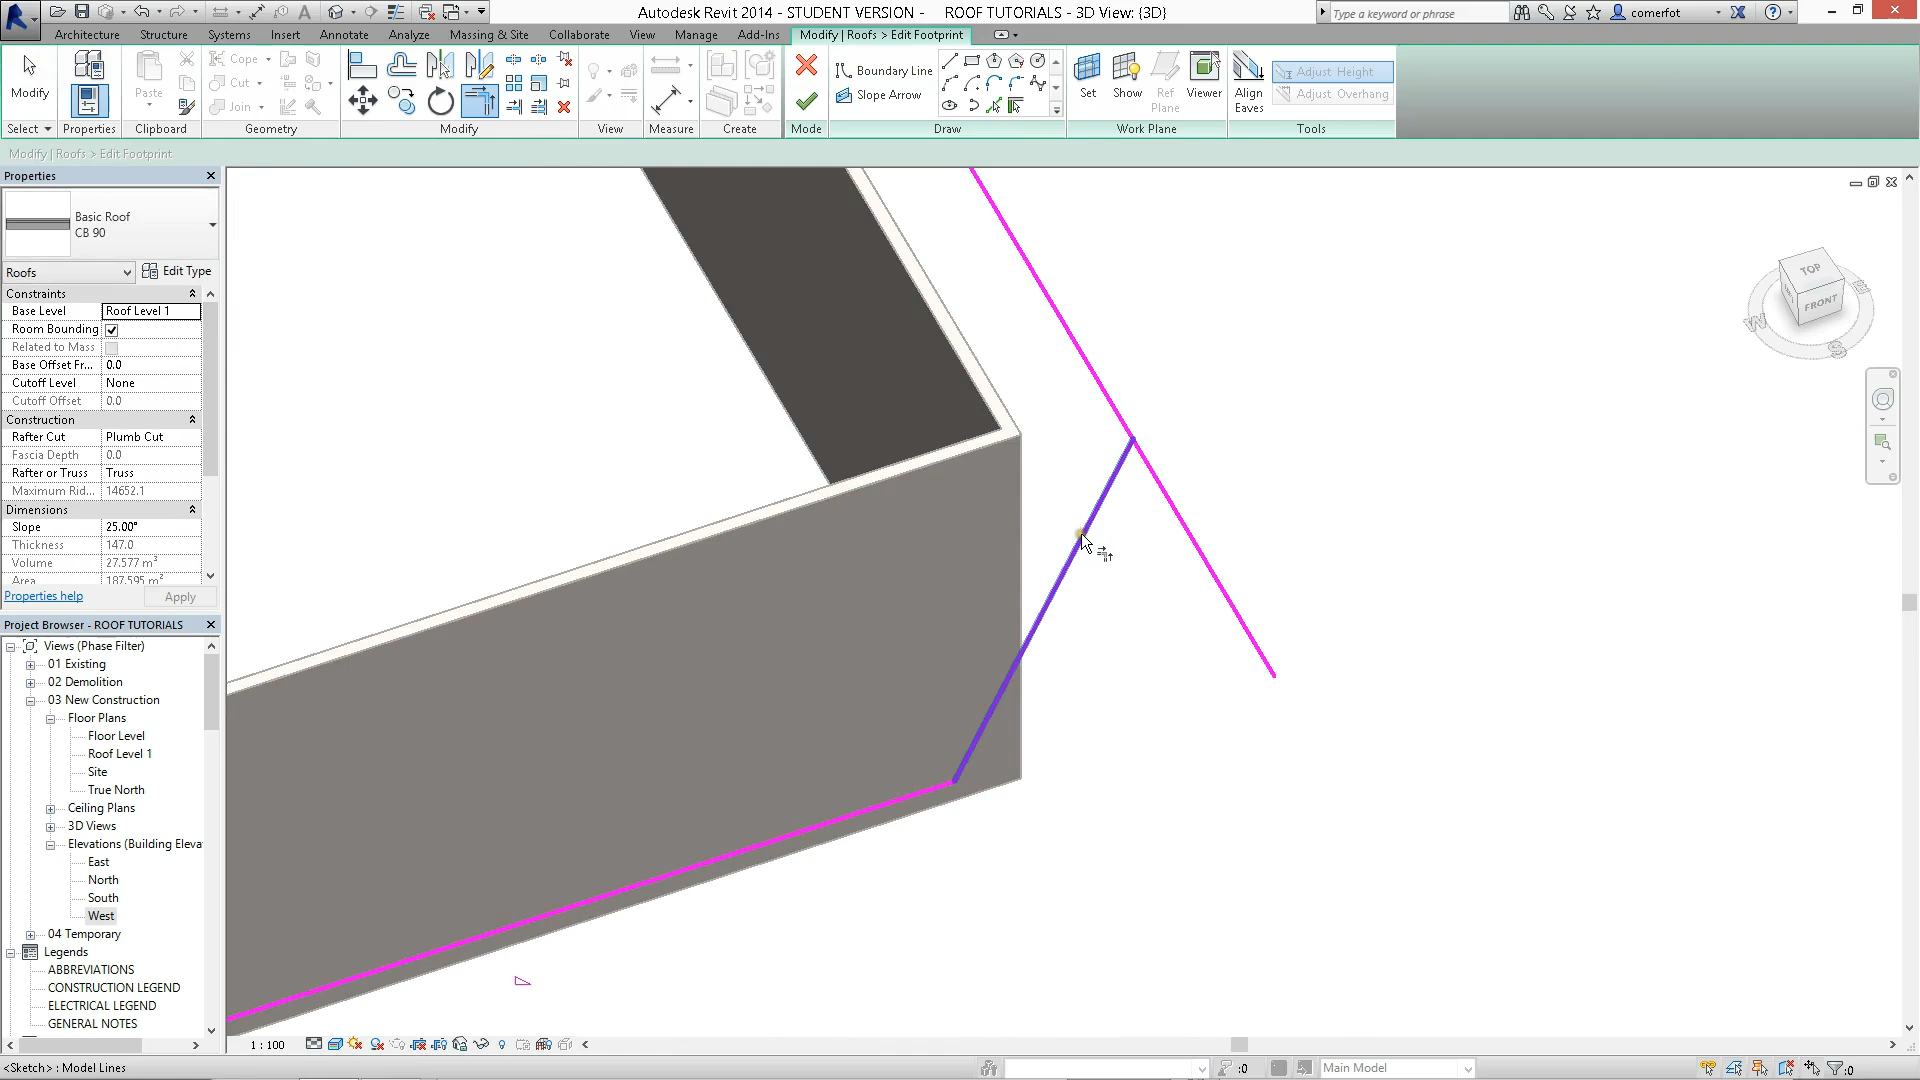 Autodesk Revit 2014 - STUDENT VERSION - ROOF TUTORIALS - 3D View: {3D}
Type a keyword or phrase
comerfot
Architecture Structure Systems Insert Annotate Analyze Massing & Site Collaborate View Manage Add-Ins Modify | Roofs > Edit Footprint
Modify
Paste
Cope
Cut
Join
Boundary Line
Slope Arrow
Set Show Ref Plane Viewer
Align Eaves
Adjust Height
Adjust Overhang
Select Properties Clipboard Geometry Modify View Measure Create Mode Draw Work Plane Tools
Modify | Roofs > Edit Footprint
Properties
Basic Roof
CB 90
Roofs Edit Type
Constraints
Base Level Roof Level 1
Room Bounding
Related to Mass
Base Offset Fr... 0.0
Cutoff Level None
Cutoff Offset 0.0
Construction
Rafter Cut Plumb Cut
Fascia Depth 0.0
Rafter or Truss Truss
Maximum Rid... 14652.1
Dimensions
Slope 25.00°
Thickness 147.0
Volume 27.577 m³
Area 187.595 m²
Properties help Apply
Project Browser - ROOF TUTORIALS
Views (Phase Filter)
01 Existing
02 Demolition
03 New Construction
Floor Plans
Floor Level
Roof Level 1
Site
True North
Ceiling Plans
3D Views
Elevations (Building Eleva
East
North
South
West
04 Temporary
Legends
ABBREVIATIONS
CONSTRUCTION LEGEND
ELECTRICAL LEGEND
GENERAL NOTES
TOP
FRONT
W
S
E
1 : 100
<Sketch> : Model Lines
:0
Main Model
:0